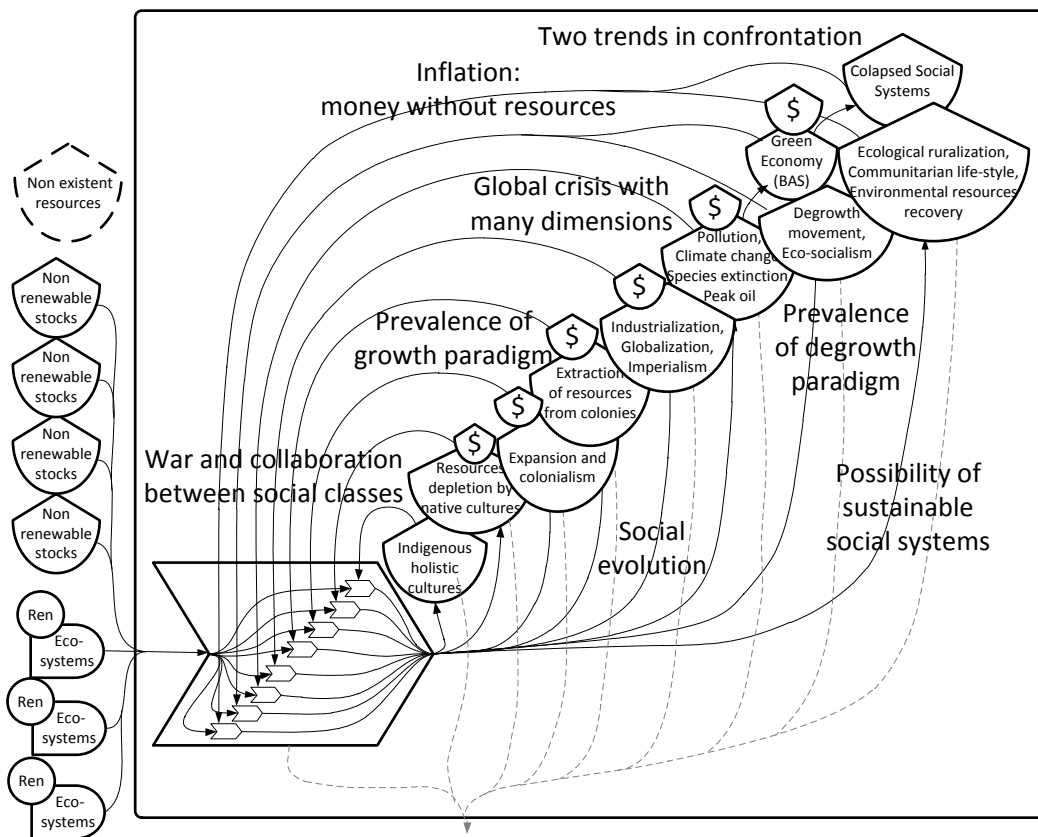 Two trends in confrontation
Inflation:
money without resources
Colapsed Social
Systems
$
Green
Economy
(BAS)
Ecological ruralization,
Communitarian life-style,
Environmental resources
recovery
Non existent
resources
Global crisis with
many dimensions
$
Pollution,
Climate change
Species extinction
Peak oil
Degrowth
movement,
Eco-socialism
Non
renewable
stocks
Non
renewable
stocks
Non
renewable
stocks
Non
renewable
stocks
$
Industrialization,
Globalization,
Imperialism
Prevalence of
growth paradigm
$
Extraction
of resources
from colonies
Prevalence
of degrowth
paradigm
$
Expansion and
colonialism
War and collaboration
between social classes
$
Resources
depletion by
native cultures
Possibility of
sustainable
social systems
Indigenous
holistic
cultures
Social
evolution
Ren
Eco-
systems
Ren
Eco-
systems
Ren
Eco-
systems